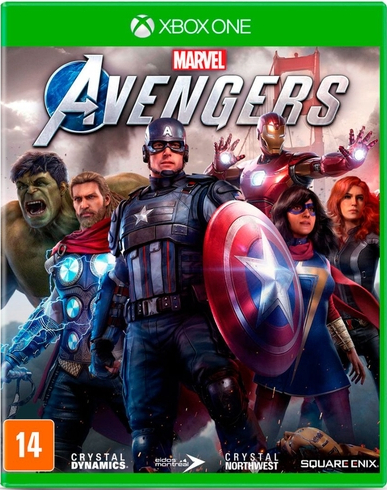 XBOX ONE
MARVEL
AVENGERS
A
14
CRYSTAL DYNAMICS
eidos montréal
CRYSTAL NORTHWEST
SQUARE ENIX